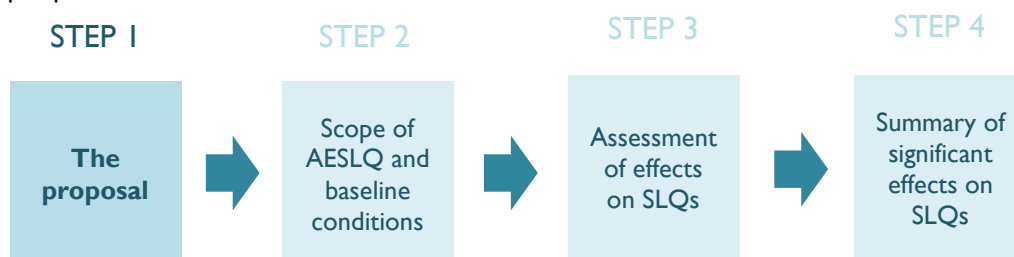 STEP 1
STEP 2
STEP 3
STEP 4
The
proposal
Scope of
AESLQ and
baseline
conditions
Assessment
of effects
on SLQs
Summary of
significant
effects on
SLQs